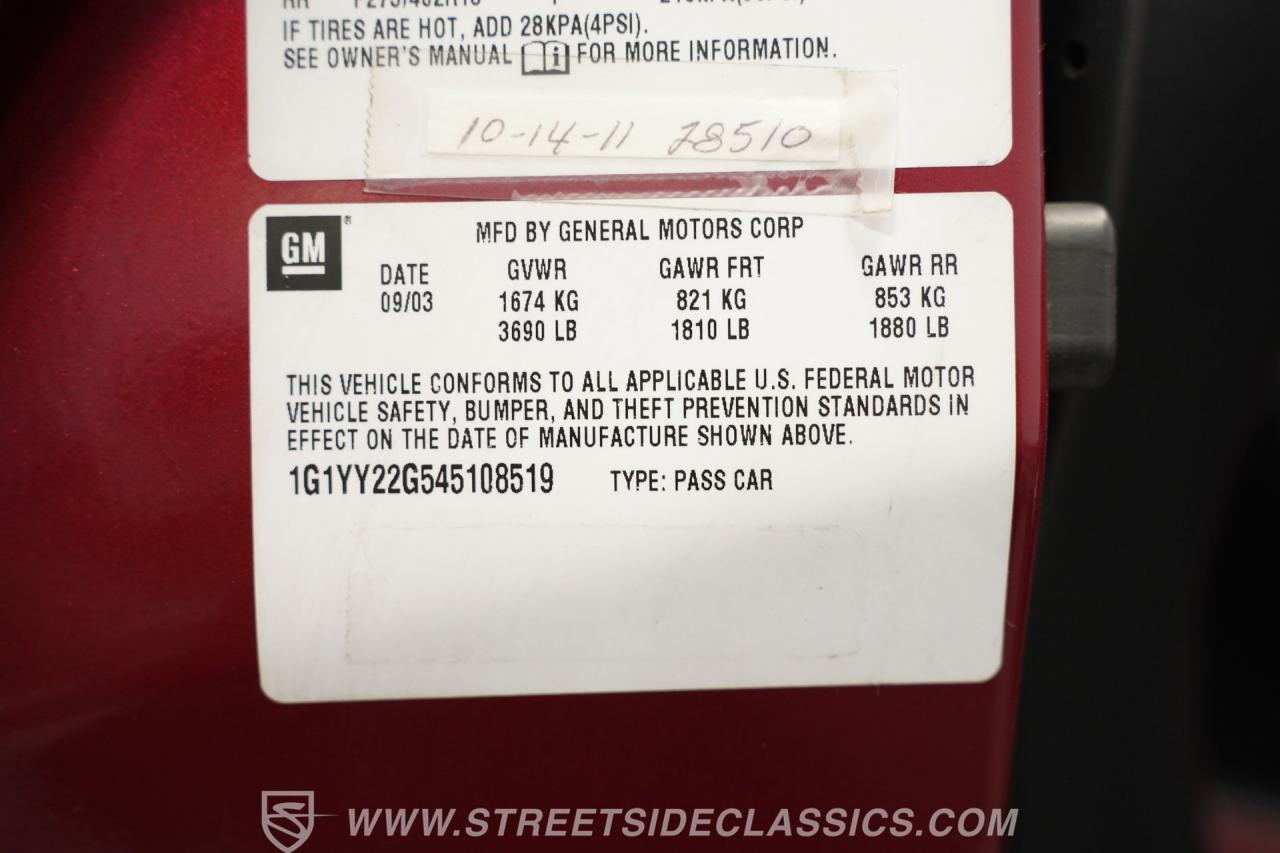 IF TIRES ARE HOT, ADD 28KPA(4PSI).
SEE OWNER'S MANUAL i FOR MORE INFORMATION.
10-14-11 28510
GM ®
MFD BY GENERAL MOTORS CORP
DATE GVWR GAWR FRT GAWR RR
09/03 1674 KG 821 KG 853 KG
3690 LB 1810 LB 1880 LB
THIS VEHICLE CONFORMS TO ALL APPLICABLE U.S. FEDERAL MOTOR
VEHICLE SAFETY, BUMPER, AND THEFT PREVENTION STANDARDS IN
EFFECT ON THE DATE OF MANUFACTURE SHOWN ABOVE.
1G1YY22G545108519 TYPE: PASS CAR
WWW.STREETSIDECLASSICS.COM